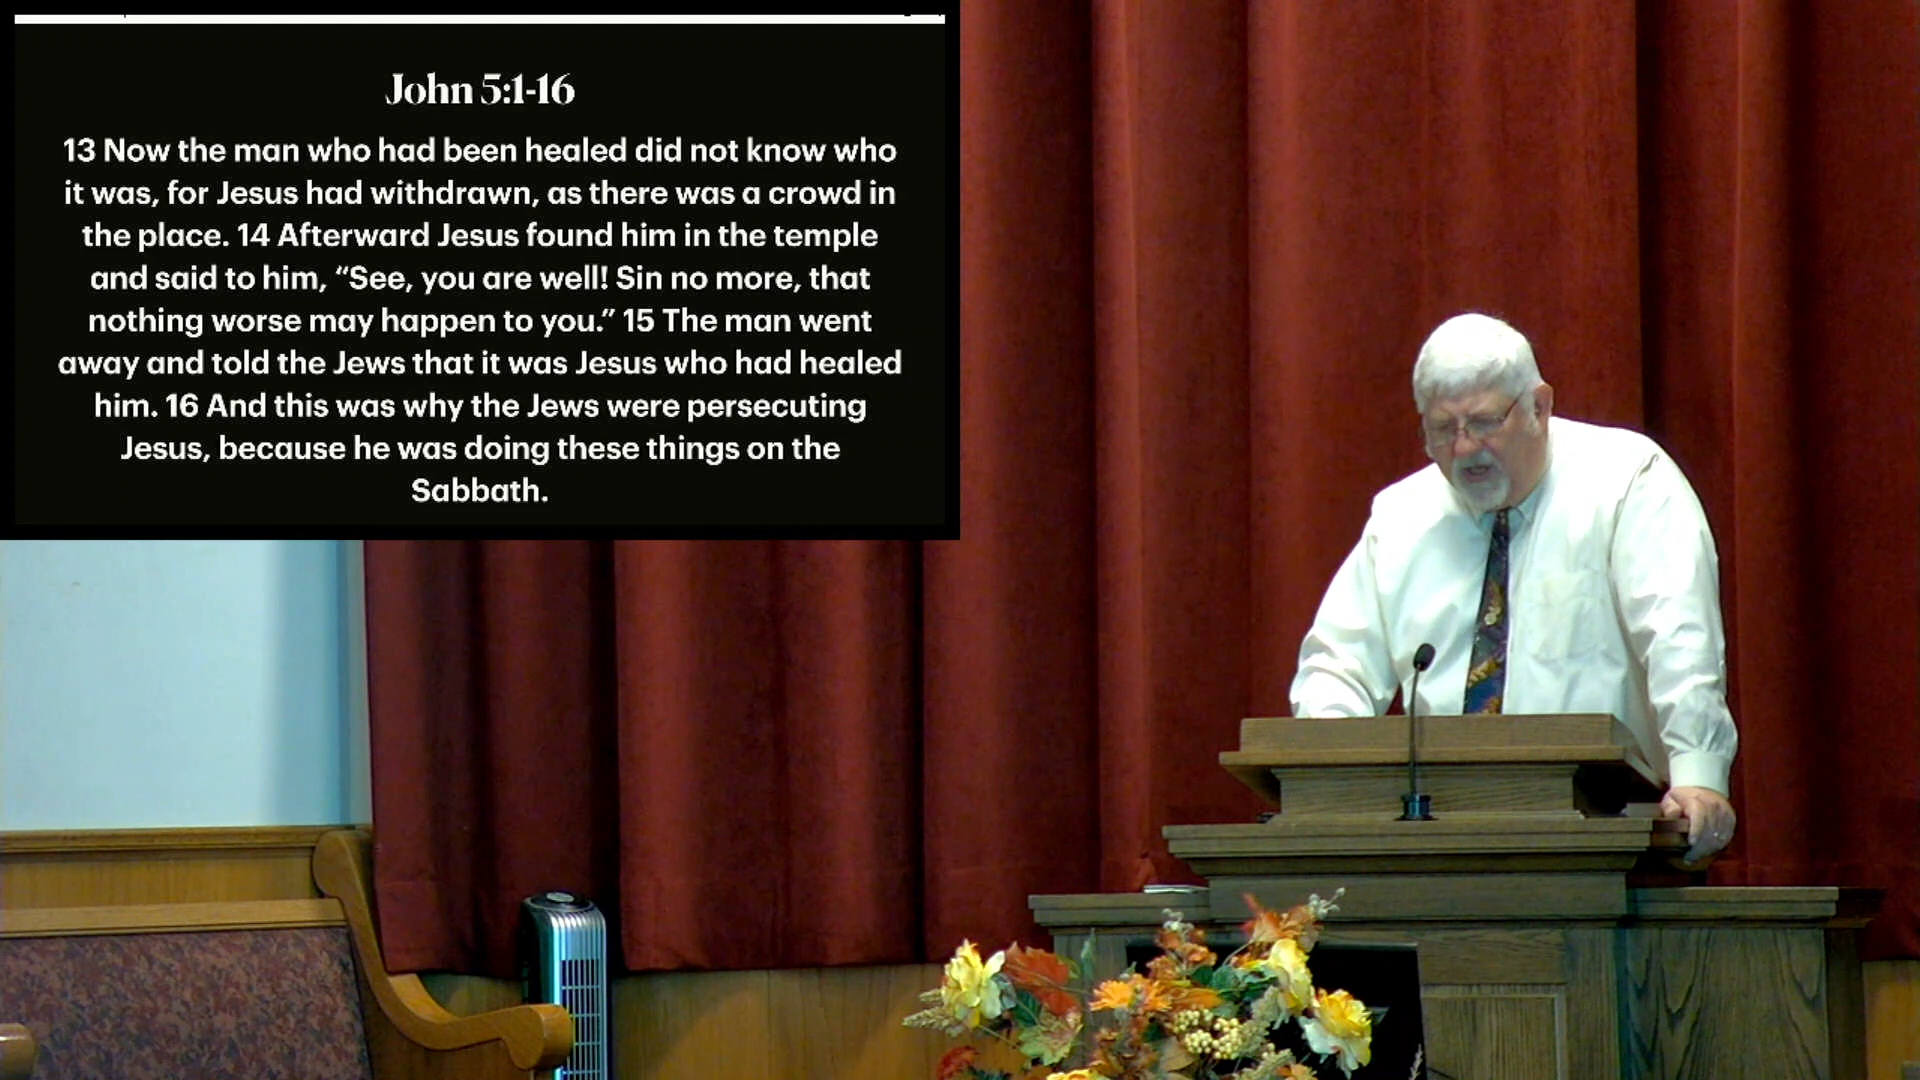 John 5:1-16
13 Now the man who had been healed did not know who
it was, for Jesus had withdrawn, as there was a crowd in
the place. 14 Afterward Jesus found him in the temple
and said to him, “See, you are well! Sin no more, that
nothing worse may happen to you.” 15 The man went
away and told the Jews that it was Jesus who had healed
him. 16 And this was why the Jews were persecuting
Jesus, because he was doing these things on the
Sabbath.